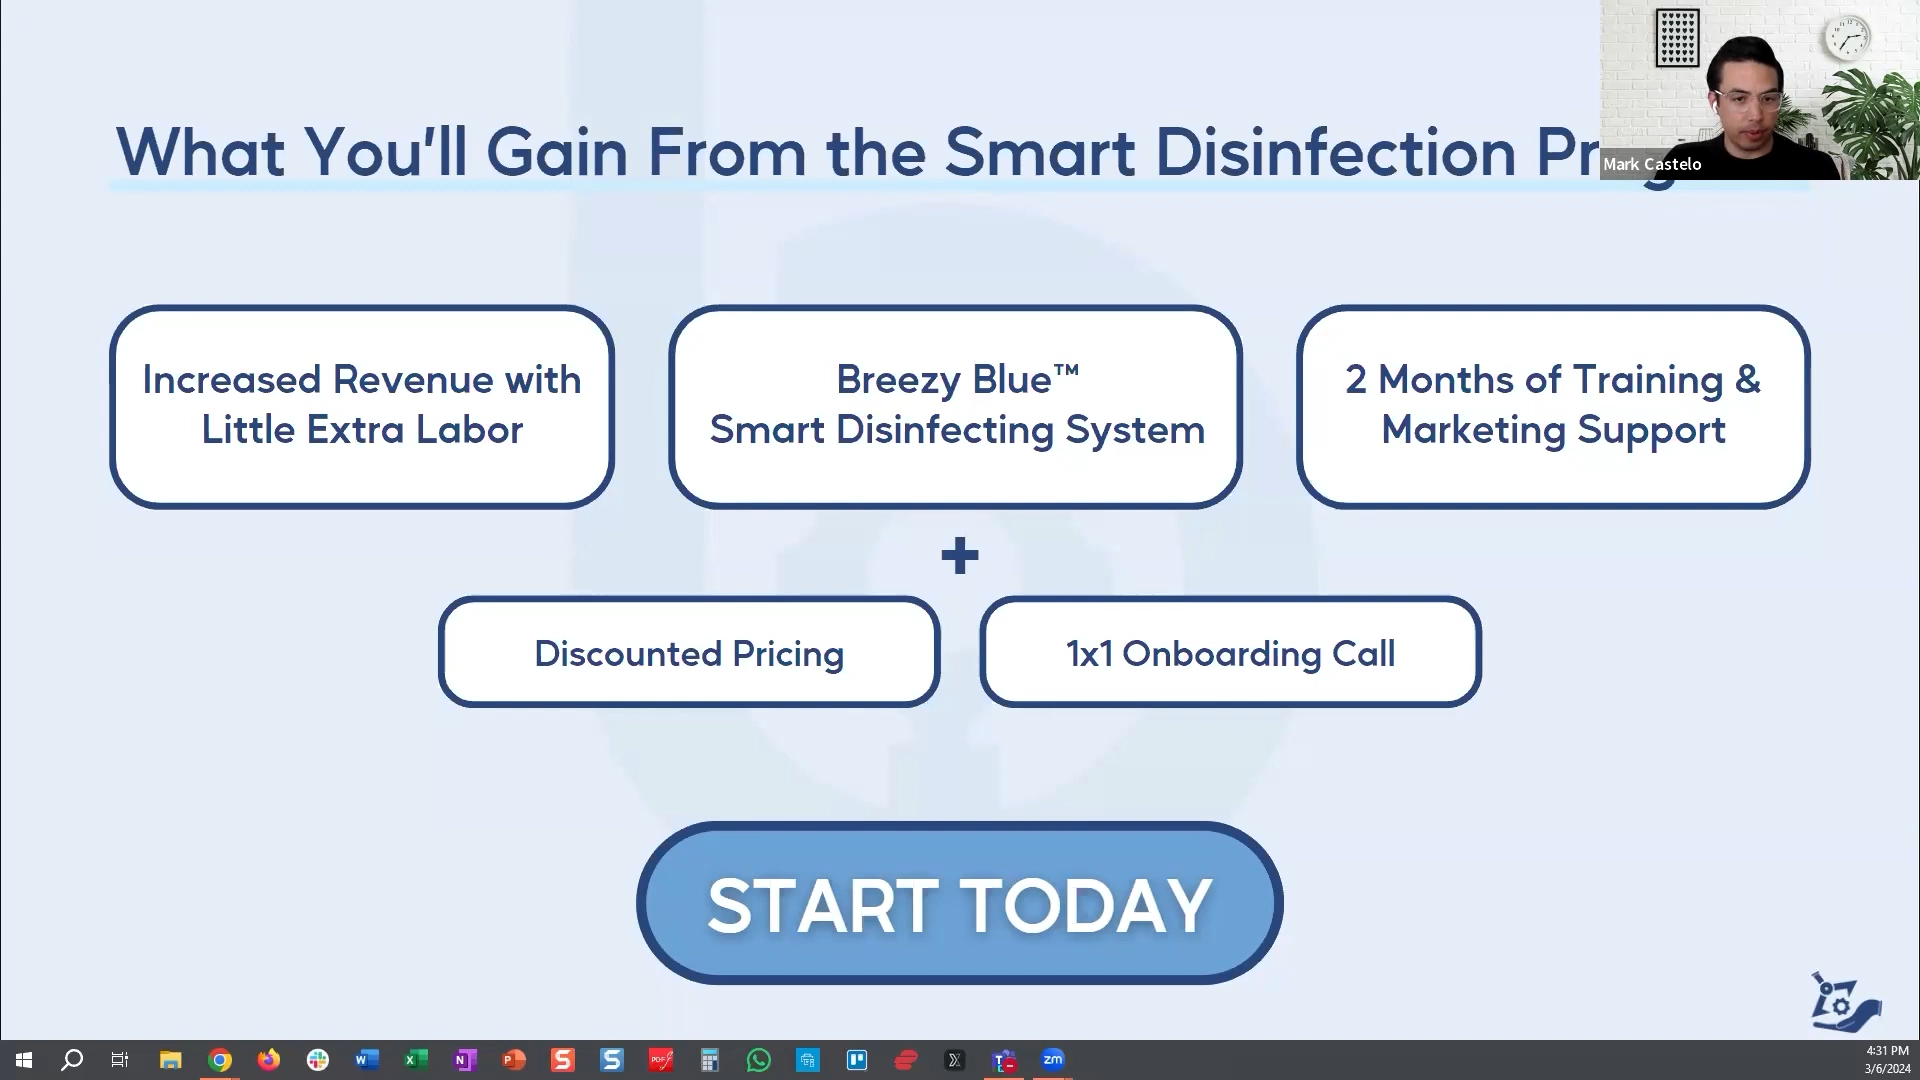 What You'll Gain From the Smart Disinfection
Mark Castelo
Increased Revenue with
Little Extra Labor
Breezy Blue™
Smart Disinfecting System
2 Months of Training &
Marketing Support
+
Discounted Pricing
1x1 Onboarding Call
START TODAY
4:31 PM
3/6/2024